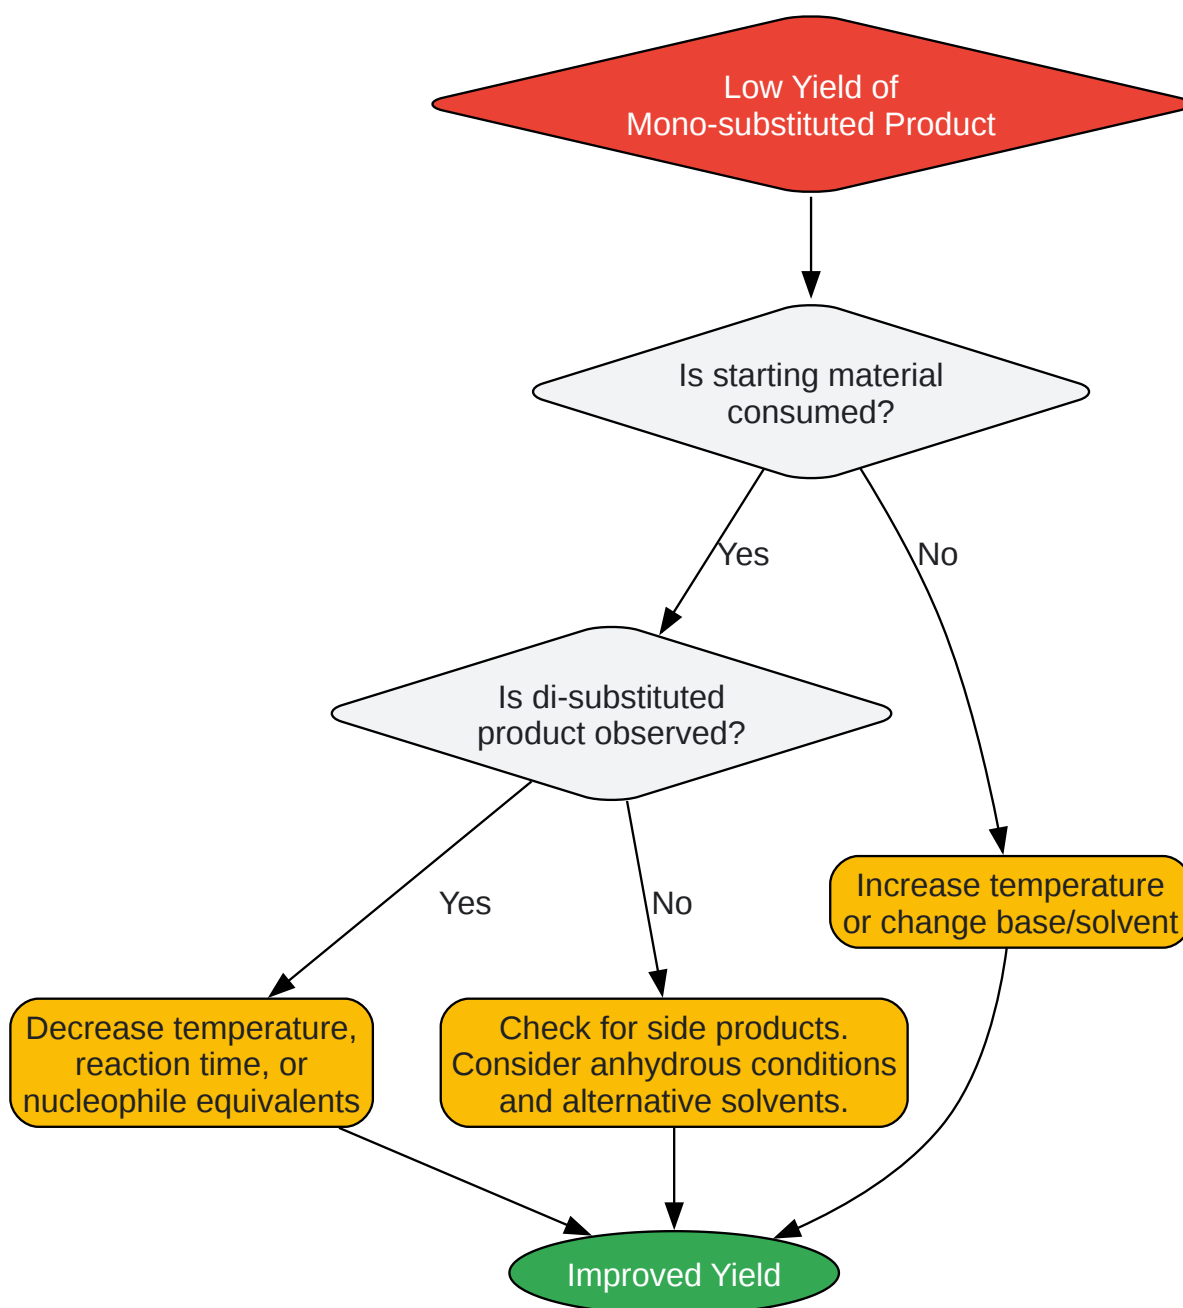 Low Yield of
Mono-substituted Product
Is starting material
consumed?
Yes
No
Is di-substituted
product observed?
Yes
No
Increase temperature
or change base/solvent
Decrease temperature,
reaction time, or
nucleophile equivalents
Check for side products.
Consider anhydrous conditions
and alternative solvents.
Improved Yield